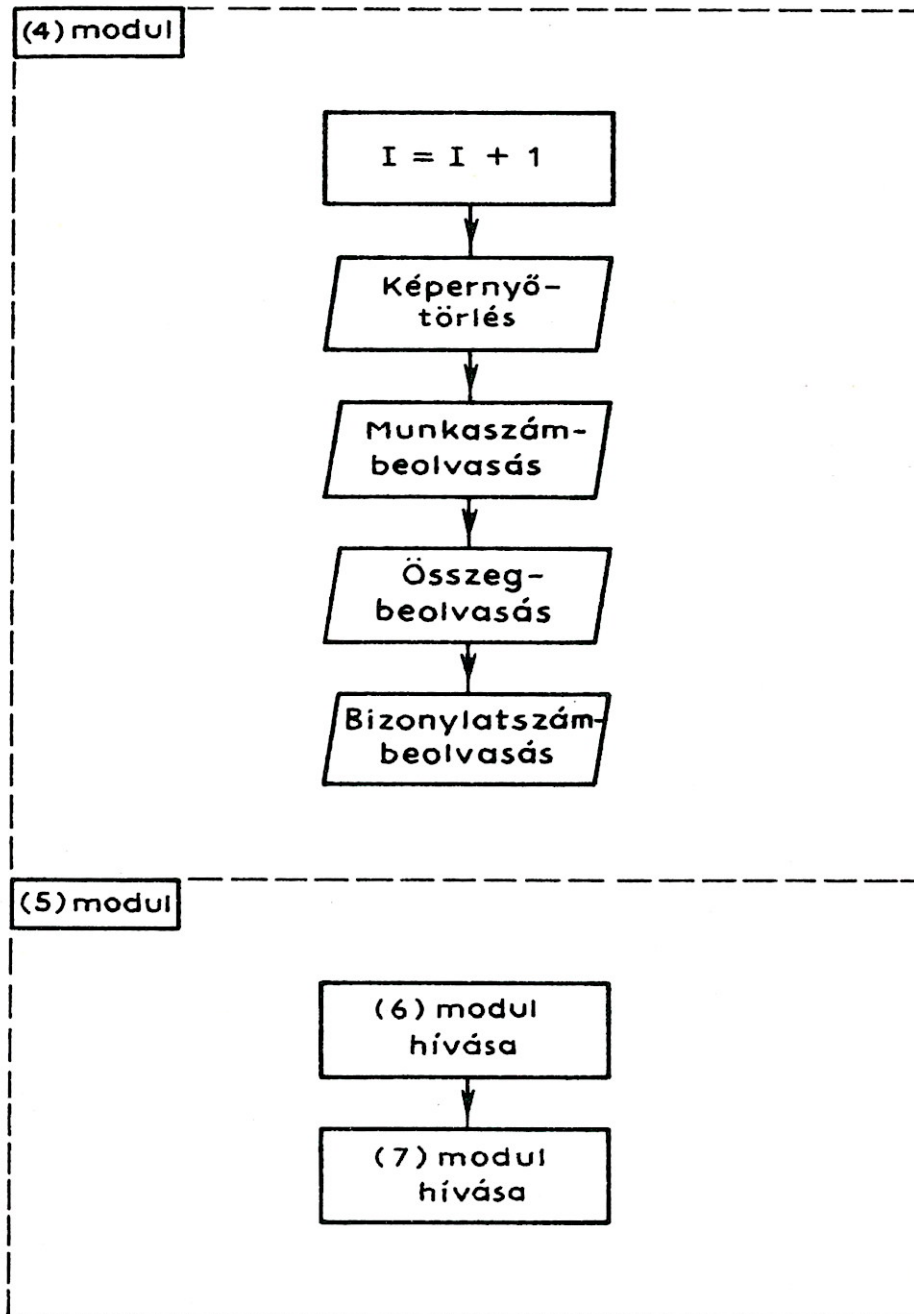 (4) modul
I = I + 1
Képernyő-
törlés
Munkaszám-
beolvasás
Összeg-
beolvasás
Bizonylatszám-
beolvasás
(5) modul
(6) modul
hívása
(7) modul
hívása